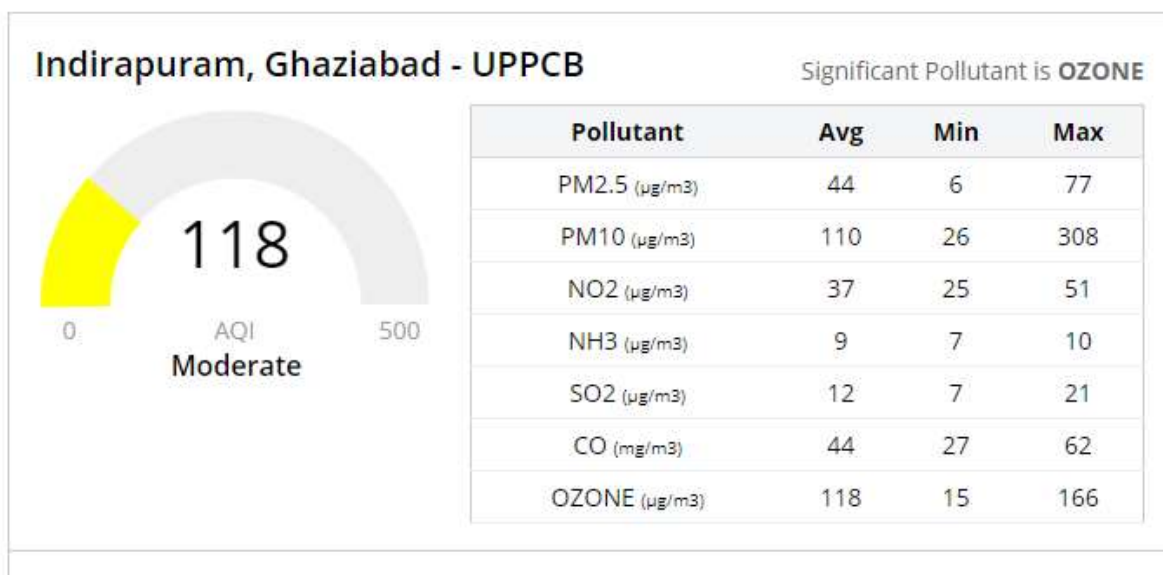 Indirapuram, Ghaziabad - UPPCB
Significant Pollutant is OZONE
118
0 AQI 500
Moderate
Pollutant Avg Min Max
PM2.5 (µg/m3) 44 6 77
PM10 (µg/m3) 110 26 308
NO2 (µg/m3) 37 25 51
NH3 (µg/m3) 9 7 10
SO2 (µg/m3) 12 7 21
CO (mg/m3) 44 27 62
OZONE (µg/m3) 118 15 166